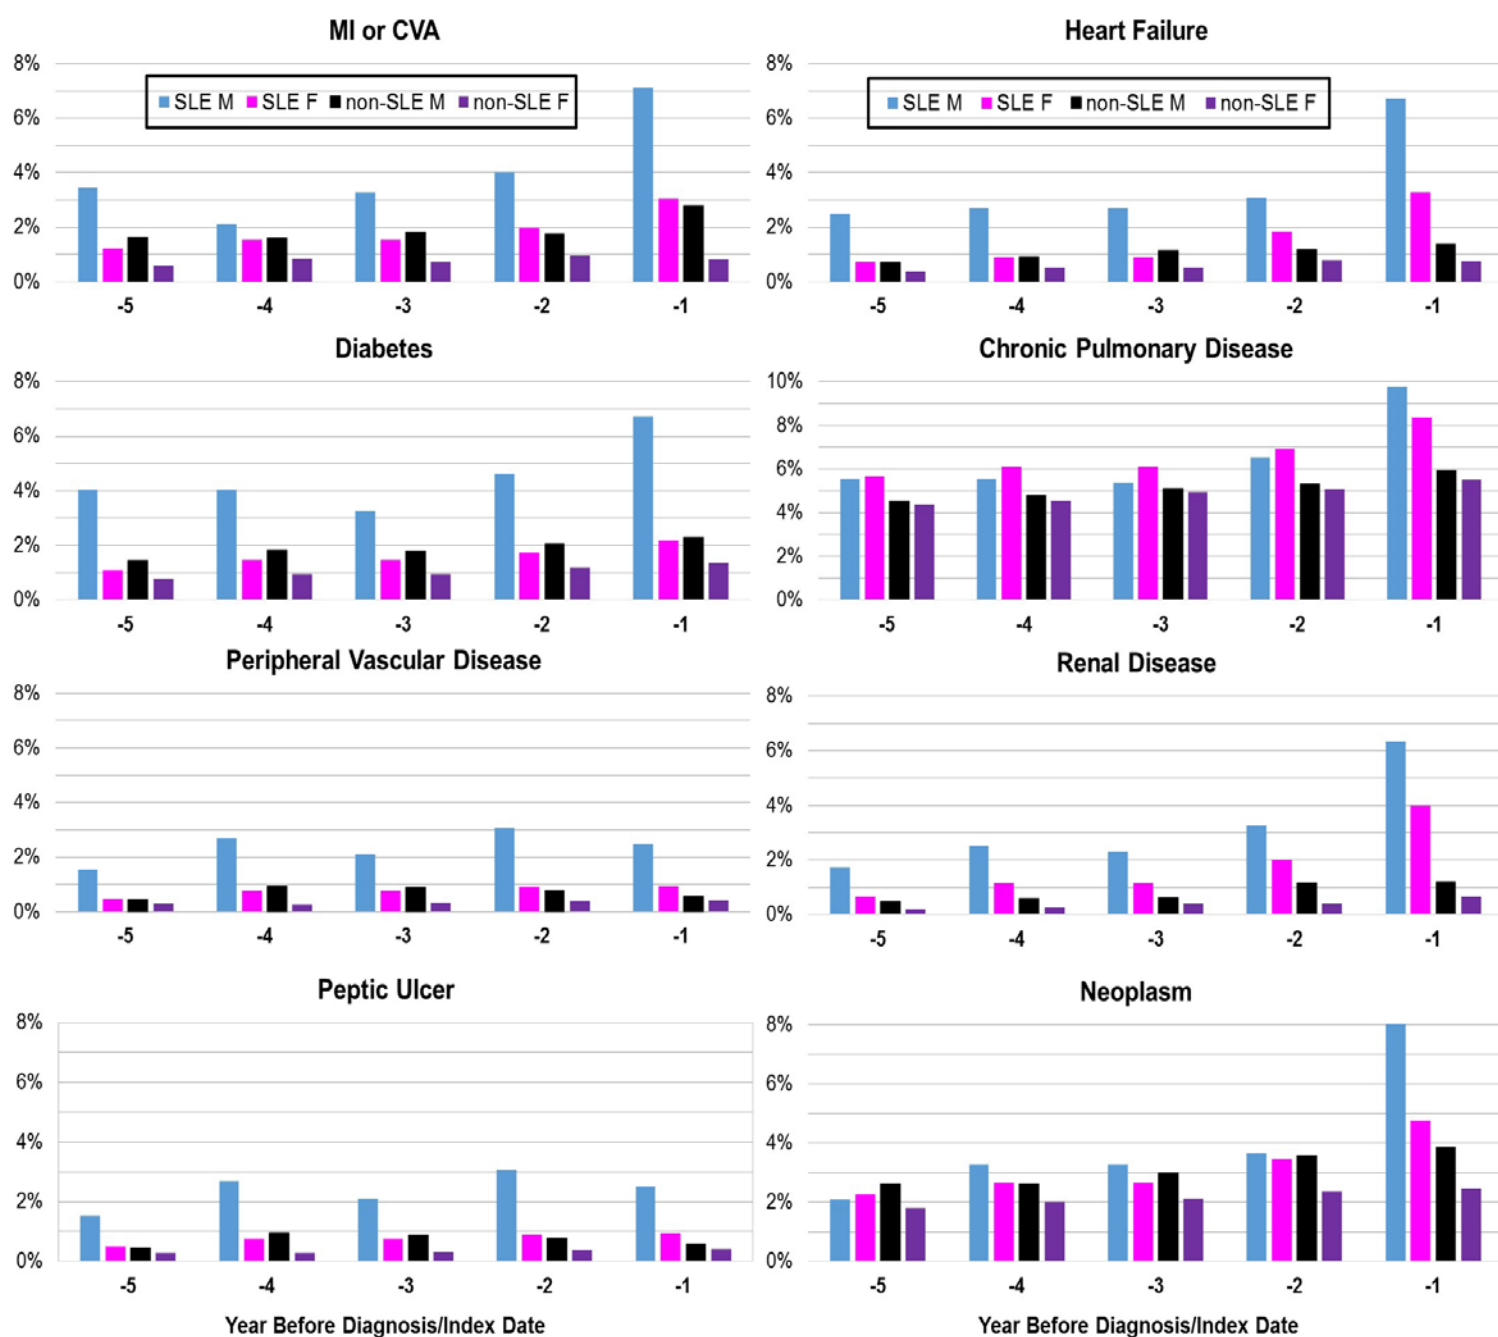 MI or CVA
8%
6%
4%
2%
0%
SLE M SLE F non-SLE M non-SLE F
-5 -4 -3 -2 -1
Heart Failure
8%
6%
4%
2%
0%
SLE M SLE F non-SLE M non-SLE F
-5 -4 -3 -2 -1
Diabetes
8%
6%
4%
2%
0%
-5 -4 -3 -2 -1
Chronic Pulmonary Disease
10%
8%
6%
4%
2%
0%
-5 -4 -3 -2 -1
Peripheral Vascular Disease
8%
6%
4%
2%
0%
-5 -4 -3 -2 -1
Renal Disease
8%
6%
4%
2%
0%
-5 -4 -3 -2 -1
Peptic Ulcer
8%
6%
4%
2%
0%
-5 -4 -3 -2 -1
Year Before Diagnosis/Index Date
Neoplasm
8%
6%
4%
2%
0%
-5 -4 -3 -2 -1
Year Before Diagnosis/Index Date